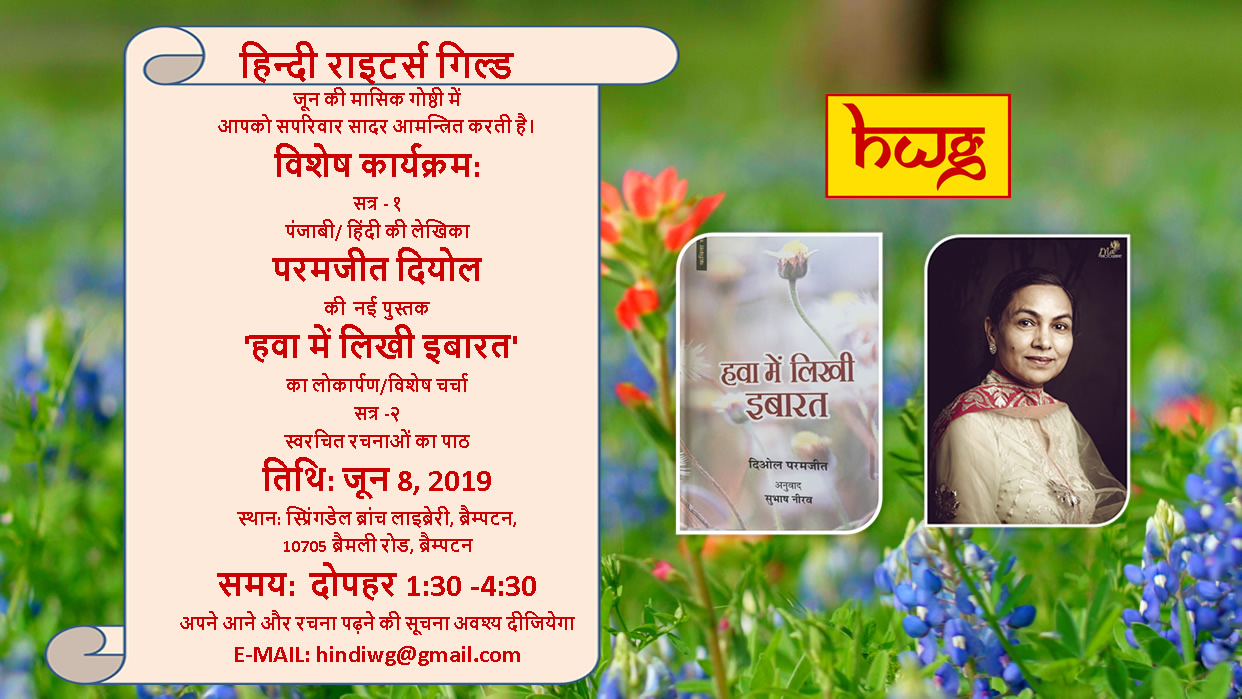 हिन्दी राइटर्स गिल्ड
जून की मासिक गोष्ठी में
आपको सपरिवार सादर आमन्त्रित करती है।
विशेष कार्यक्रम:
सत्र - १
पंजाबी/ हिंदी की लेखिका
परमजीत दियोल
की नई पुस्तक
'हवा में लिखी इबारत'
का लोकार्पण/विशेष चर्चा
सत्र -२
स्वरचित रचनाओं का पाठ
तिथि: जून 8, 2019
स्थान: स्प्रिंगडेल ब्रांच लाइब्रेरी, ब्रैम्पटन,
10705 ब्रैमली रोड, ब्रैम्पटन
समय: दोपहर 1:30 -4:30
अपने आने और रचना पढ़ने की सूचना अवश्य दीजियेगा
E-MAIL: hindiwg@gmail.com
hwg
हवा में लिखी
इबारत
दिओल परमजीत
अनुवाद
सुभाष नीरव